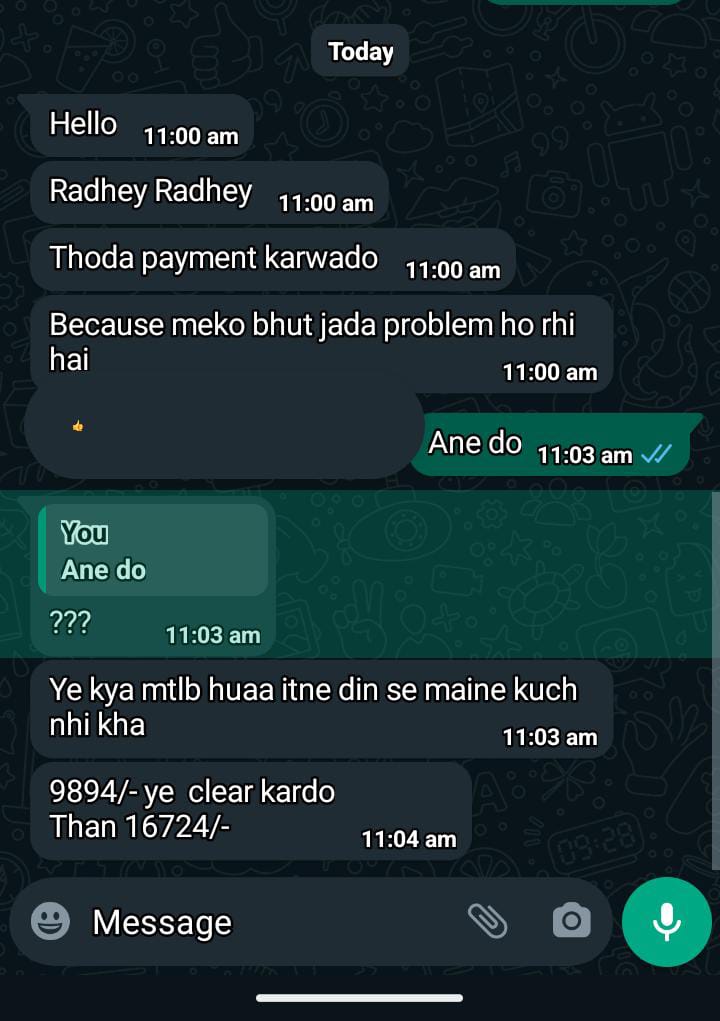 Today
Hello 11:00 am
Radhey Radhey 11:00 am
Thoda payment karwado 11:00 am
Because meko bhut jada problem ho rhi
hai 11:00 am
Ane do 11:03 am
You
Ane do
??? 11:03 am
Ye kya mtlb huaa itne din se maine kuch
nhi kha 11:03 am
9894/- ye  clear kardo
Than 16724/- 11:04 am
Message